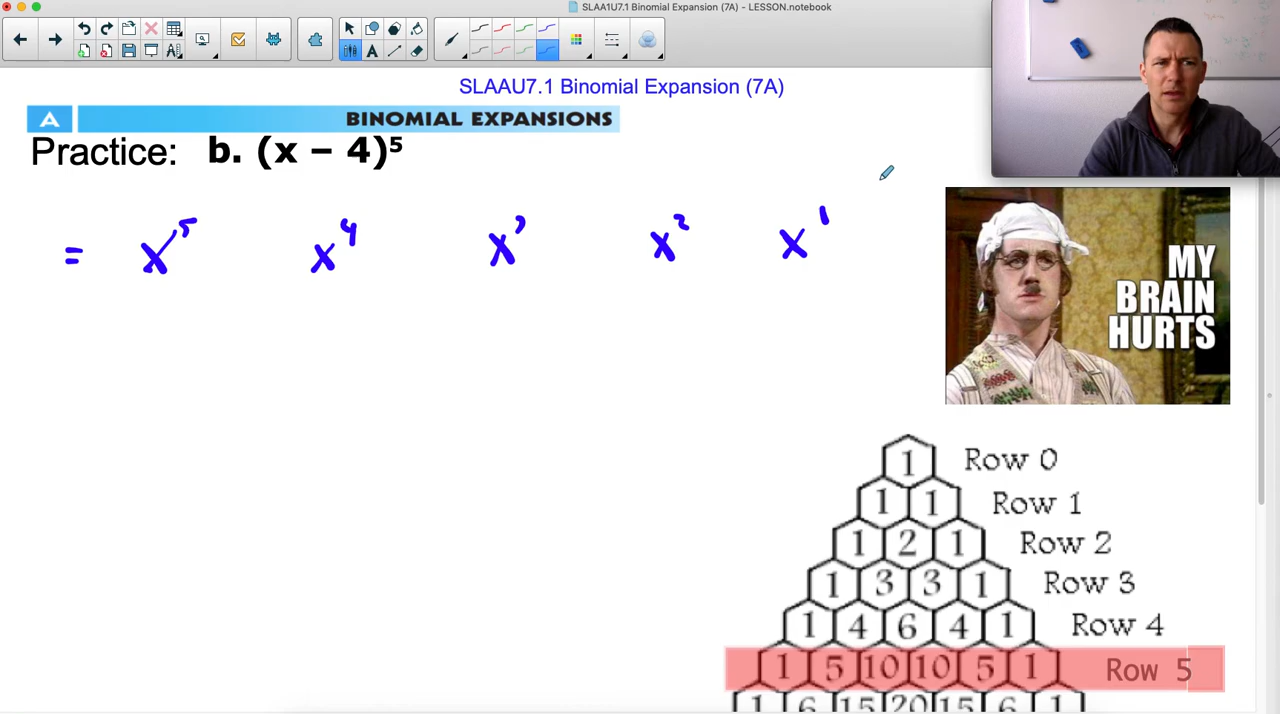 SLAA1U7.1 Binomial Expansion (7A) - LESSON.notebook
SLAAU7.1 Binomial Expansion (7A)
A BINOMIAL EXPANSIONS
Practice: b. (x – 4)⁵
= x⁵ x⁴ x³ x² x¹
MY
BRAIN
HURTS
1 Row 0
1 1 Row 1
1 2 1 Row 2
1 3 3 1 Row 3
1 4 6 4 1 Row 4
1 5 10 10 5 1 Row 5
1 6 15 20 15 6 1